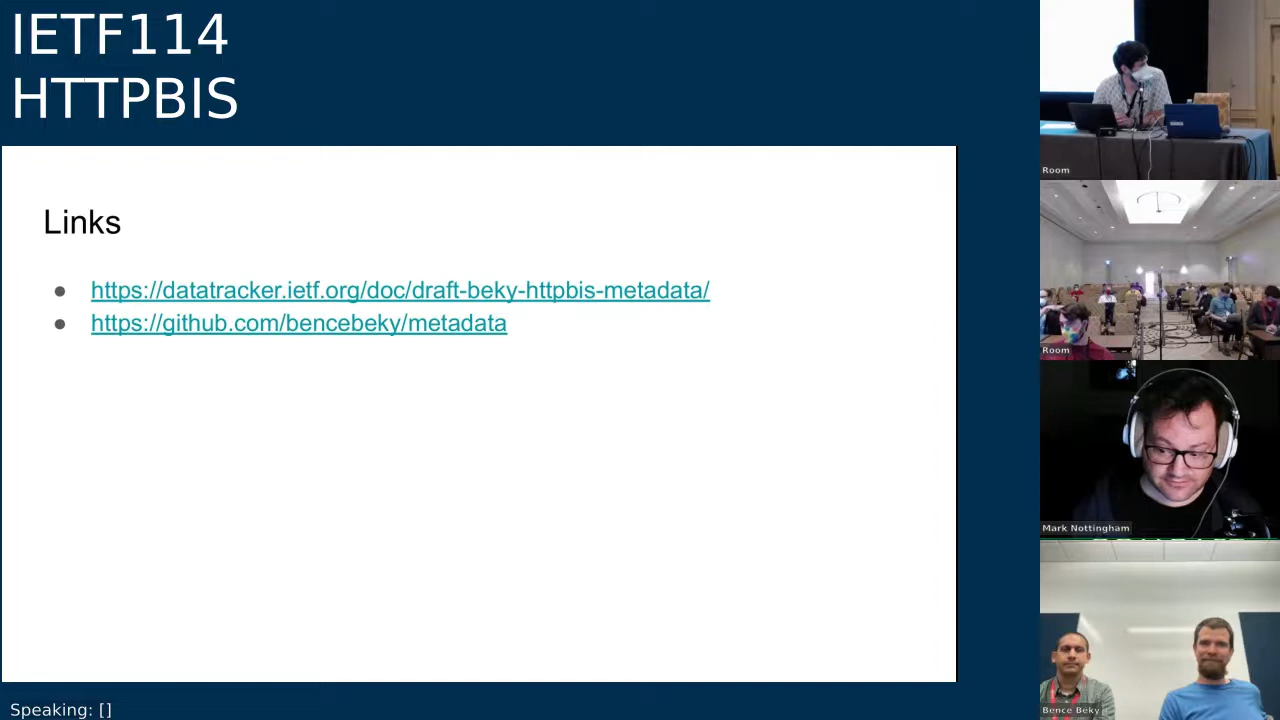 IETF114
HTTPBIS
Links
● https://datatracker.ietf.org/doc/draft-beky-httpbis-metadata/
● https://github.com/bencebeky/metadata
Room
Room
Mark Nottingham
Bence Beky
Speaking: []